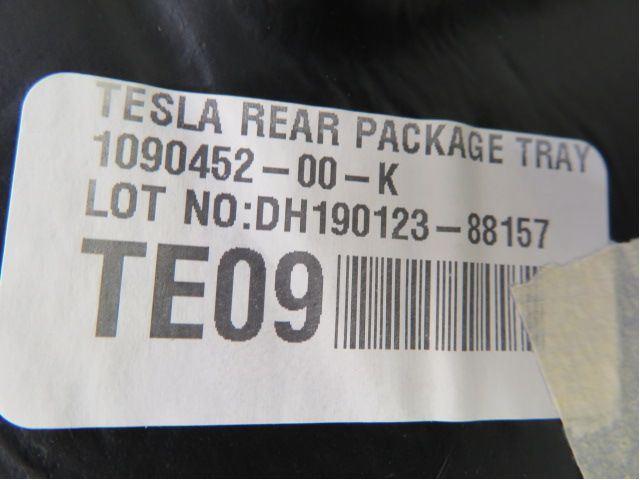 TESLA REAR PACKAGE TRAY
1090452-00-K
LOT NO:DH190123-88157
TE09